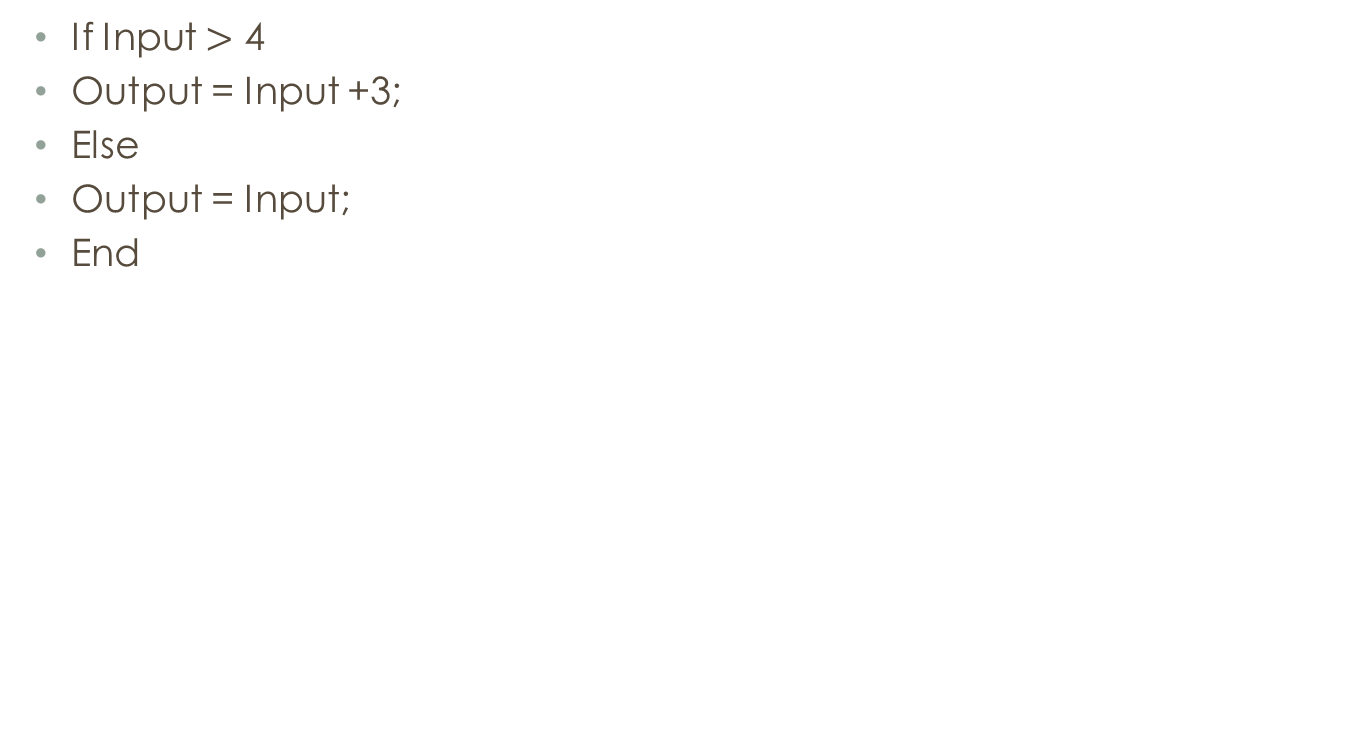 • If Input > 4
• Output = Input +3;
• Else
• Output = Input;
• End